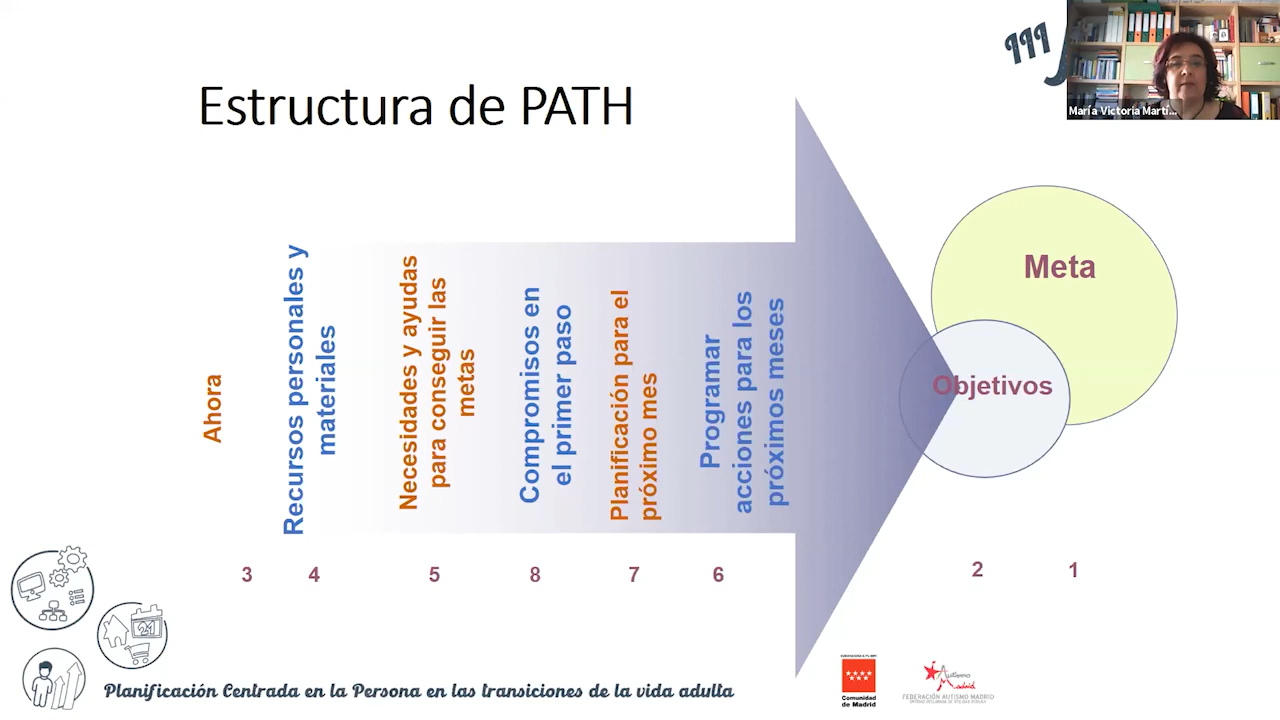 María Victoria Martí...
Estructura de PATH
Ahora
Recursos personales y
materiales
Necesidades y ayudas
para conseguir las
metas
Compromisos en
el primer paso
Planificación para el
próximo mes
Programar
acciones para los
próximos meses
Objetivos
Meta
3 4 5 8 7 6 2 1
21
Planificación Centrada en la Persona en las transiciones de la vida adulta
Comunidad
de Madrid
Autismo
Madrid
FEDERACIÓN AUTISMO MADRID